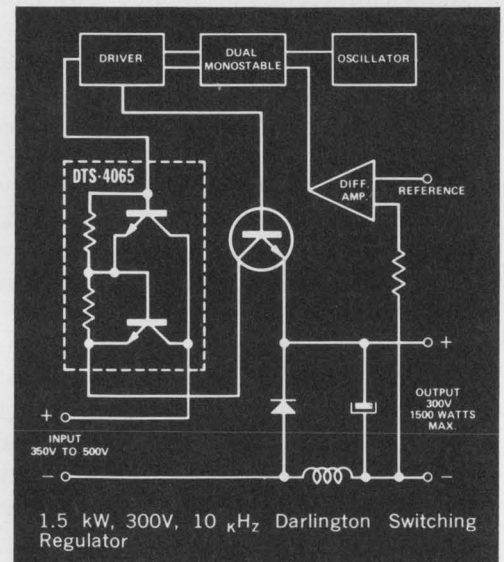 DRIVER
DUAL
MONOSTABLE
OSCILLATOR
DTS-4065
DIFF.
AMP.
REFERENCE
+
OUTPUT
300V
1500 WATTS
MAX.
+
INPUT
350V TO 500V
−
−
1.5 kW, 300V, 10 KHZ Darlington Switching
Regulator